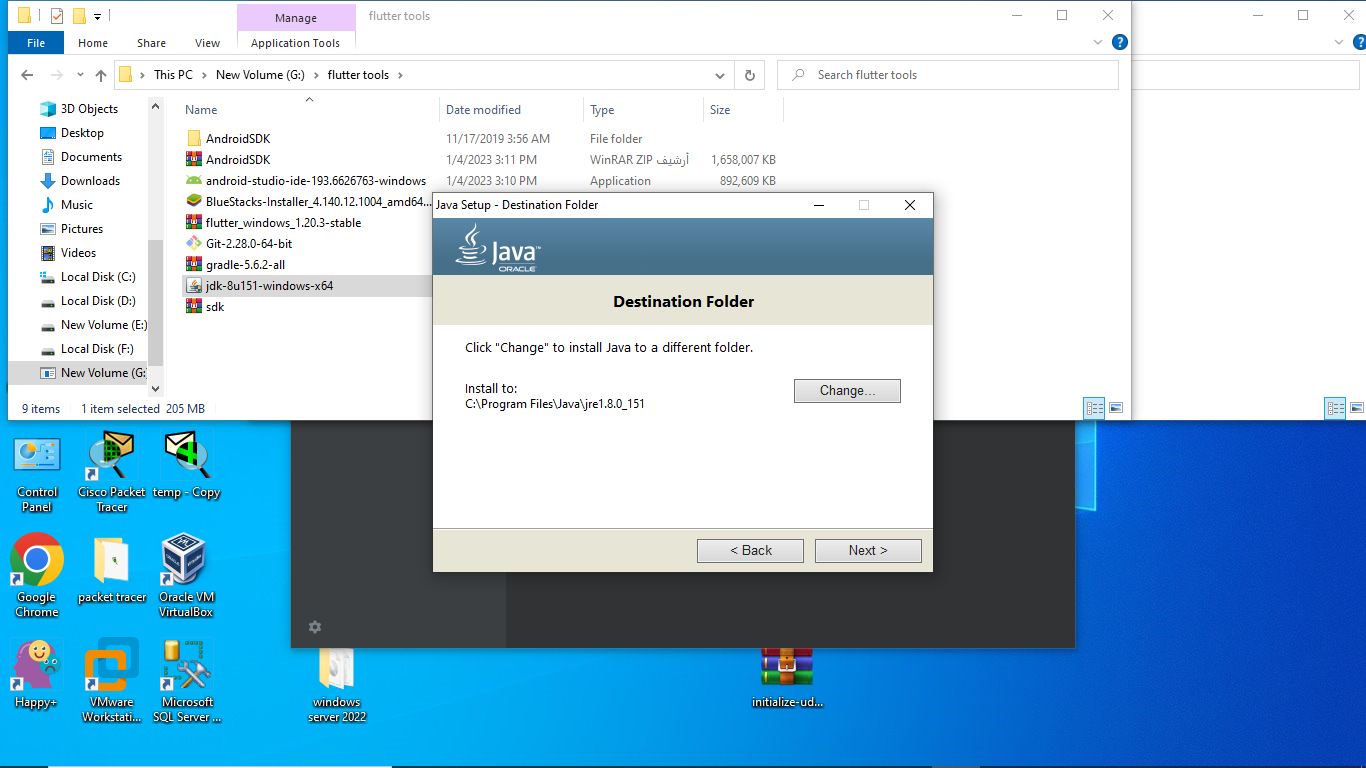 Manage
flutter tools
File
Home
Share
View
Application Tools
This PC > New Volume (G:) > flutter tools >
Search flutter tools
3D Objects
Desktop
Documents
Downloads
Music
Pictures
Videos
Local Disk (C:)
Local Disk (D:)
New Volume (E:)
Local Disk (F:)
New Volume (G:
Name Date modified Type Size
AndroidSDK 11/17/2019 3:56 AM File folder
AndroidSDK 1/4/2023 3:11 PM WinRAR ZIP أرشيف 1,658,007 KB
android-studio-ide-193.6626763-windows 1/4/2023 3:10 PM Application 892,609 KB
BlueStacks-Installer_4.140.12.1004_amd64...
flutter_windows_1.20.3-stable
Git-2.28.0-64-bit
gradle-5.6.2-all
jdk-8u151-windows-x64
sdk
9 items 1 item selected 205 MB
Java Setup - Destination Folder
Java™
ORACLE
Destination Folder
Click "Change" to install Java to a different folder.
Install to:
C:\Program Files\Java\jre1.8.0_151
Change...
< Back
Next >
Control
Panel
Cisco Packet
Tracer
temp - Copy
Google
Chrome
packet tracer
Oracle VM
VirtualBox
Happy+
VMware
Workstati...
Microsoft
SQL Server ...
windows
server 2022
initialize-ud...